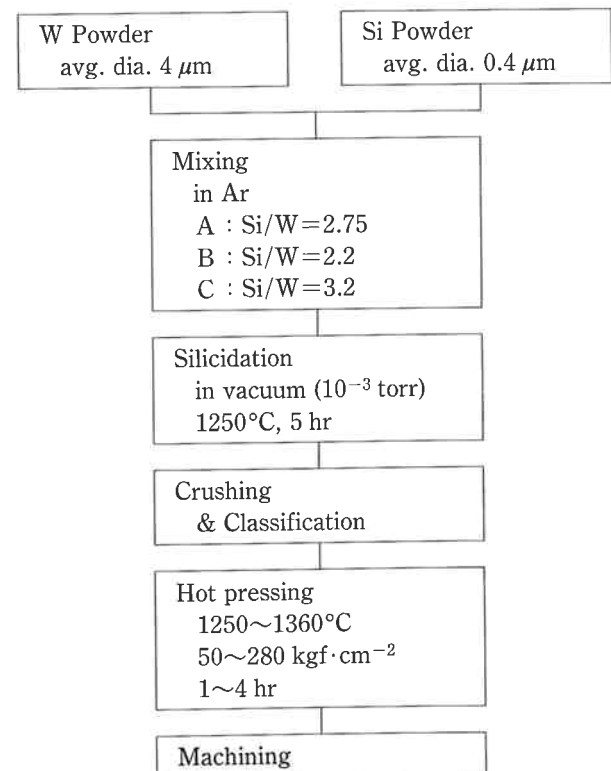 W Powder
avg. dia. 4 μm
Si Powder
avg. dia. 0.4 μm
Mixing
in Ar
A : Si/W=2.75
B : Si/W=2.2
C : Si/W=3.2
Silicidation
in vacuum (10⁻³ torr)
1250°C, 5 hr
Crushing
& Classification
Hot pressing
1250～1360°C
50～280 kgf·cm⁻²
1～4 hr
Machining